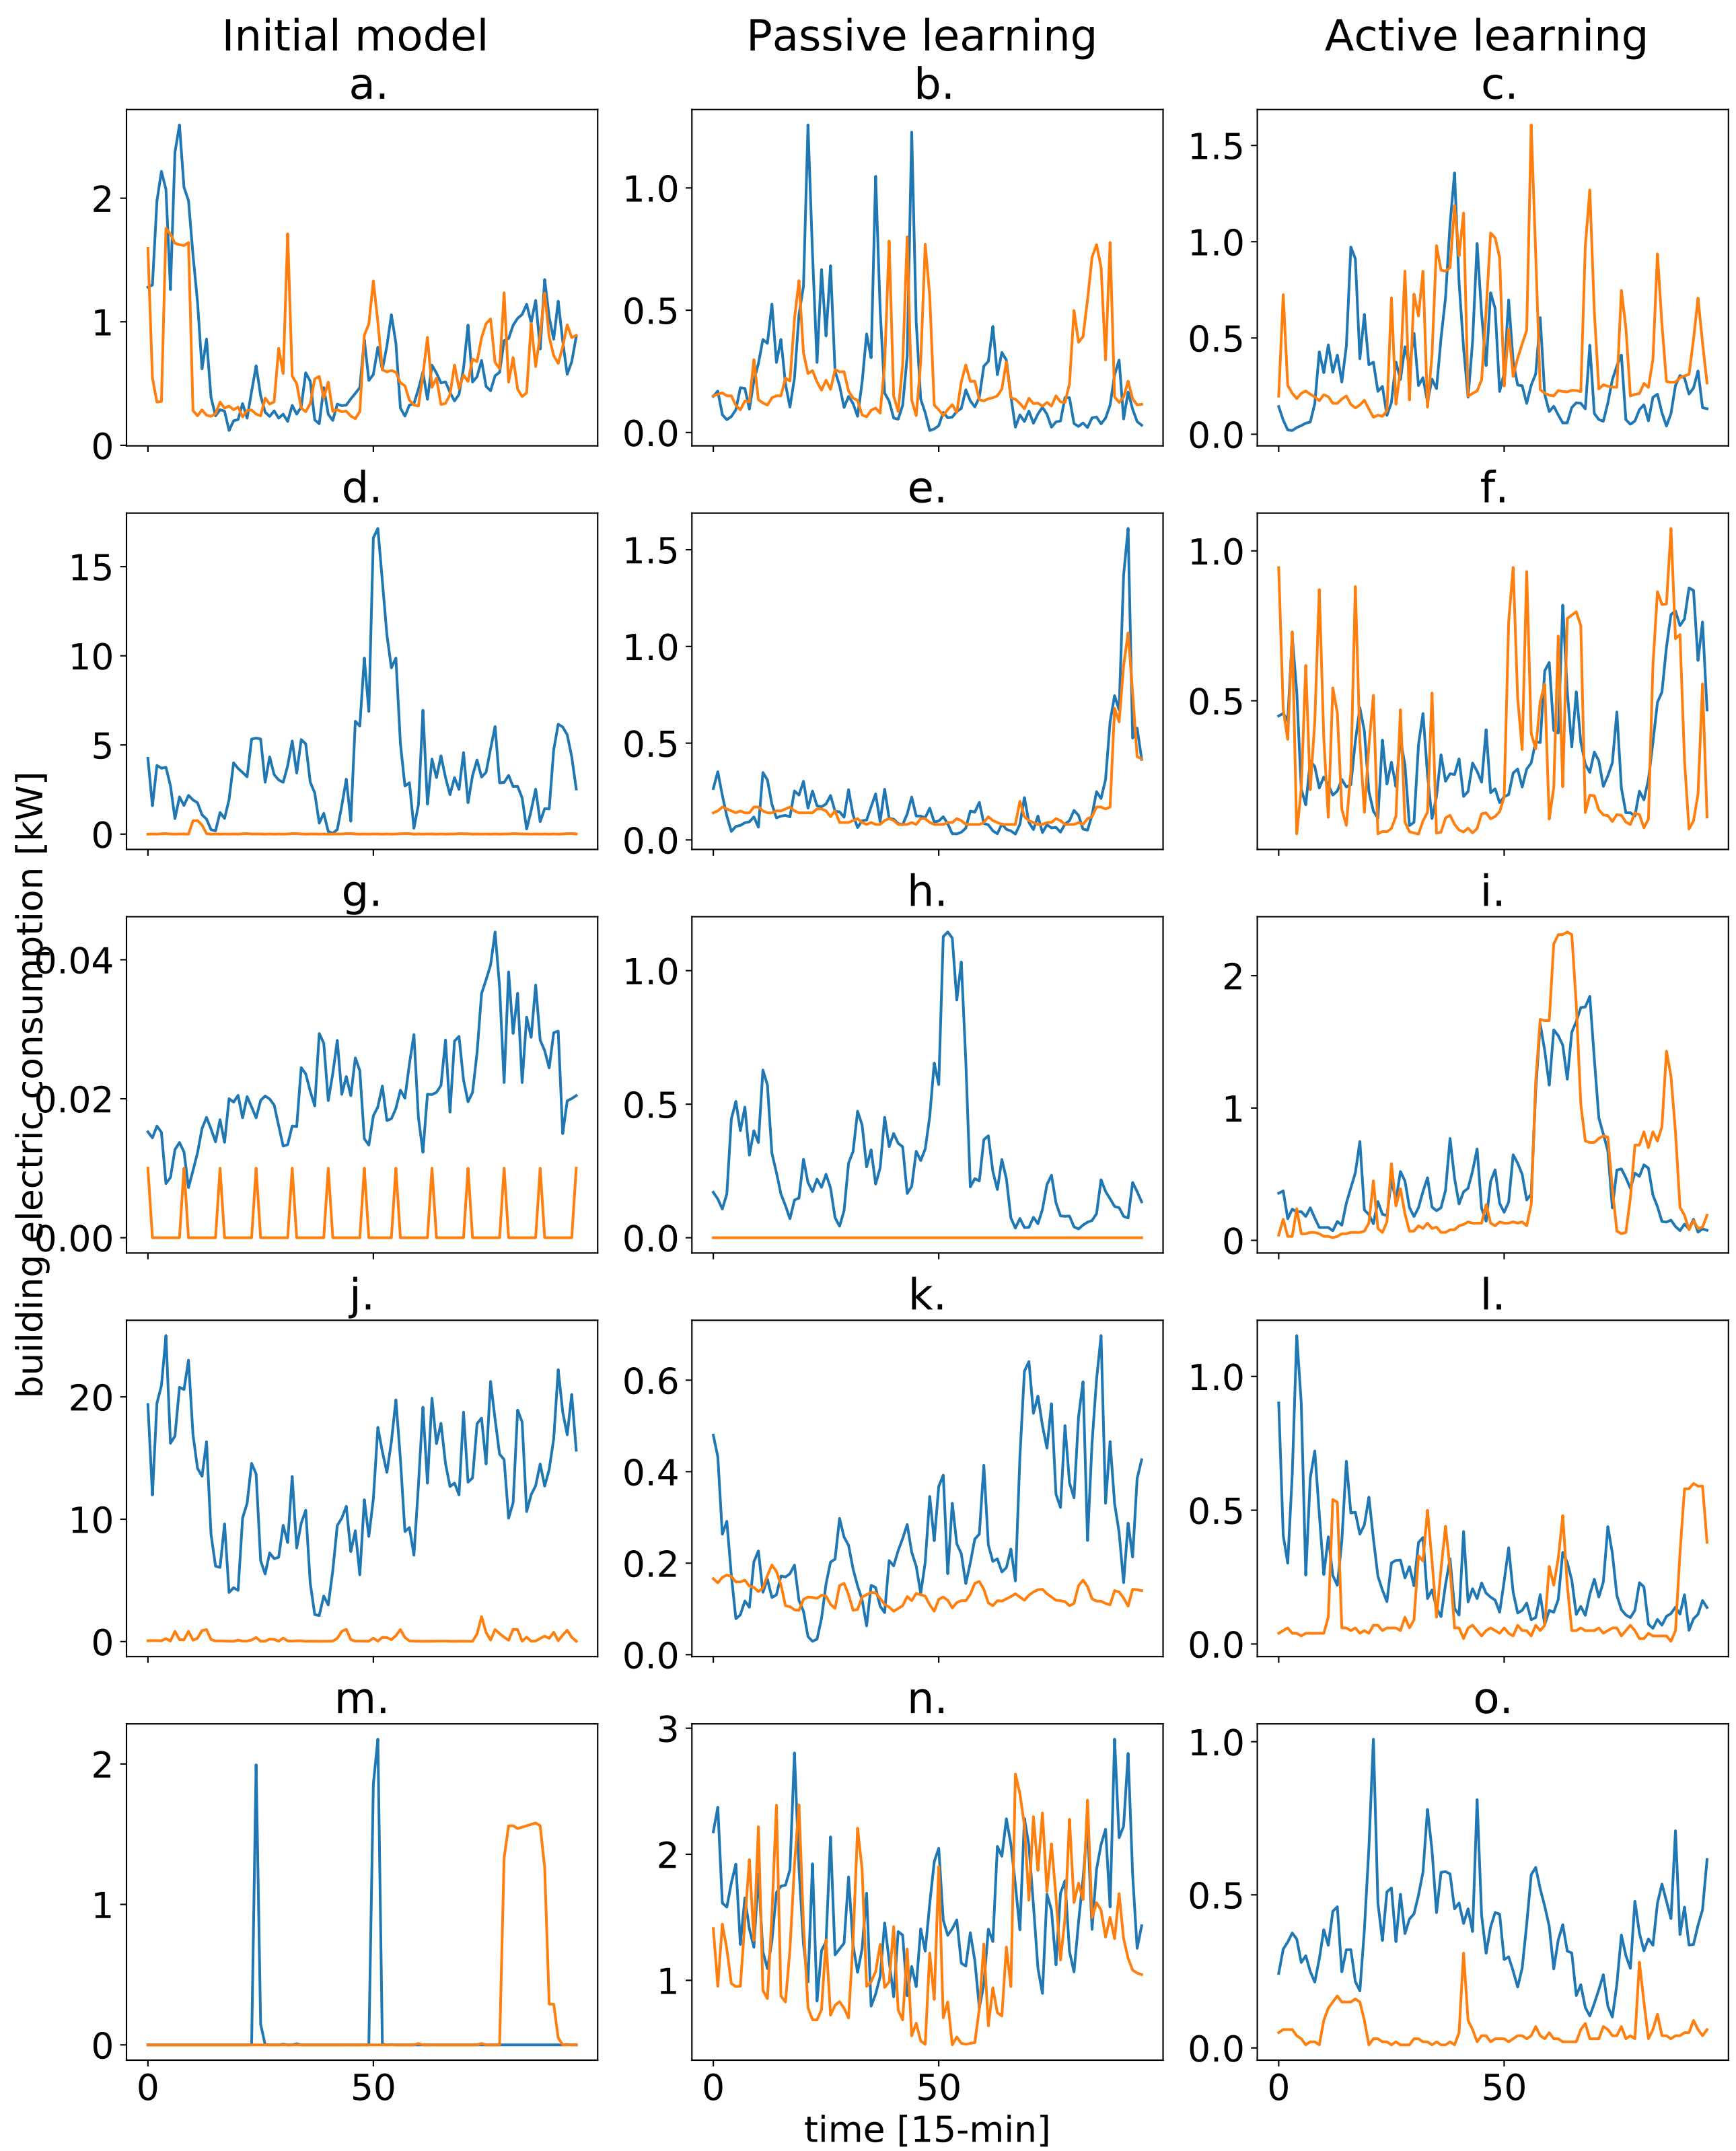 Initial model Passive learning Active learning
a. b. c.
2 1.0 1.5
1 0.5 1.0
0 0.0 0.5
0.0
d. e. f.
15 1.5 1.0
10 1.0 0.5
5 0.5
0 0.0
building electric consumption [kW]
g. h. i.
0.04 1.0 2
0.02 0.5 1
0.00 0.0 0
j. k. l.
20 0.6 1.0
10 0.4 0.5
0 0.2 0.0
0.0
m. n. o.
2 3 1.0
1 2 0.5
0 1 0.0
0 50 0 50 0 50
time [15-min]